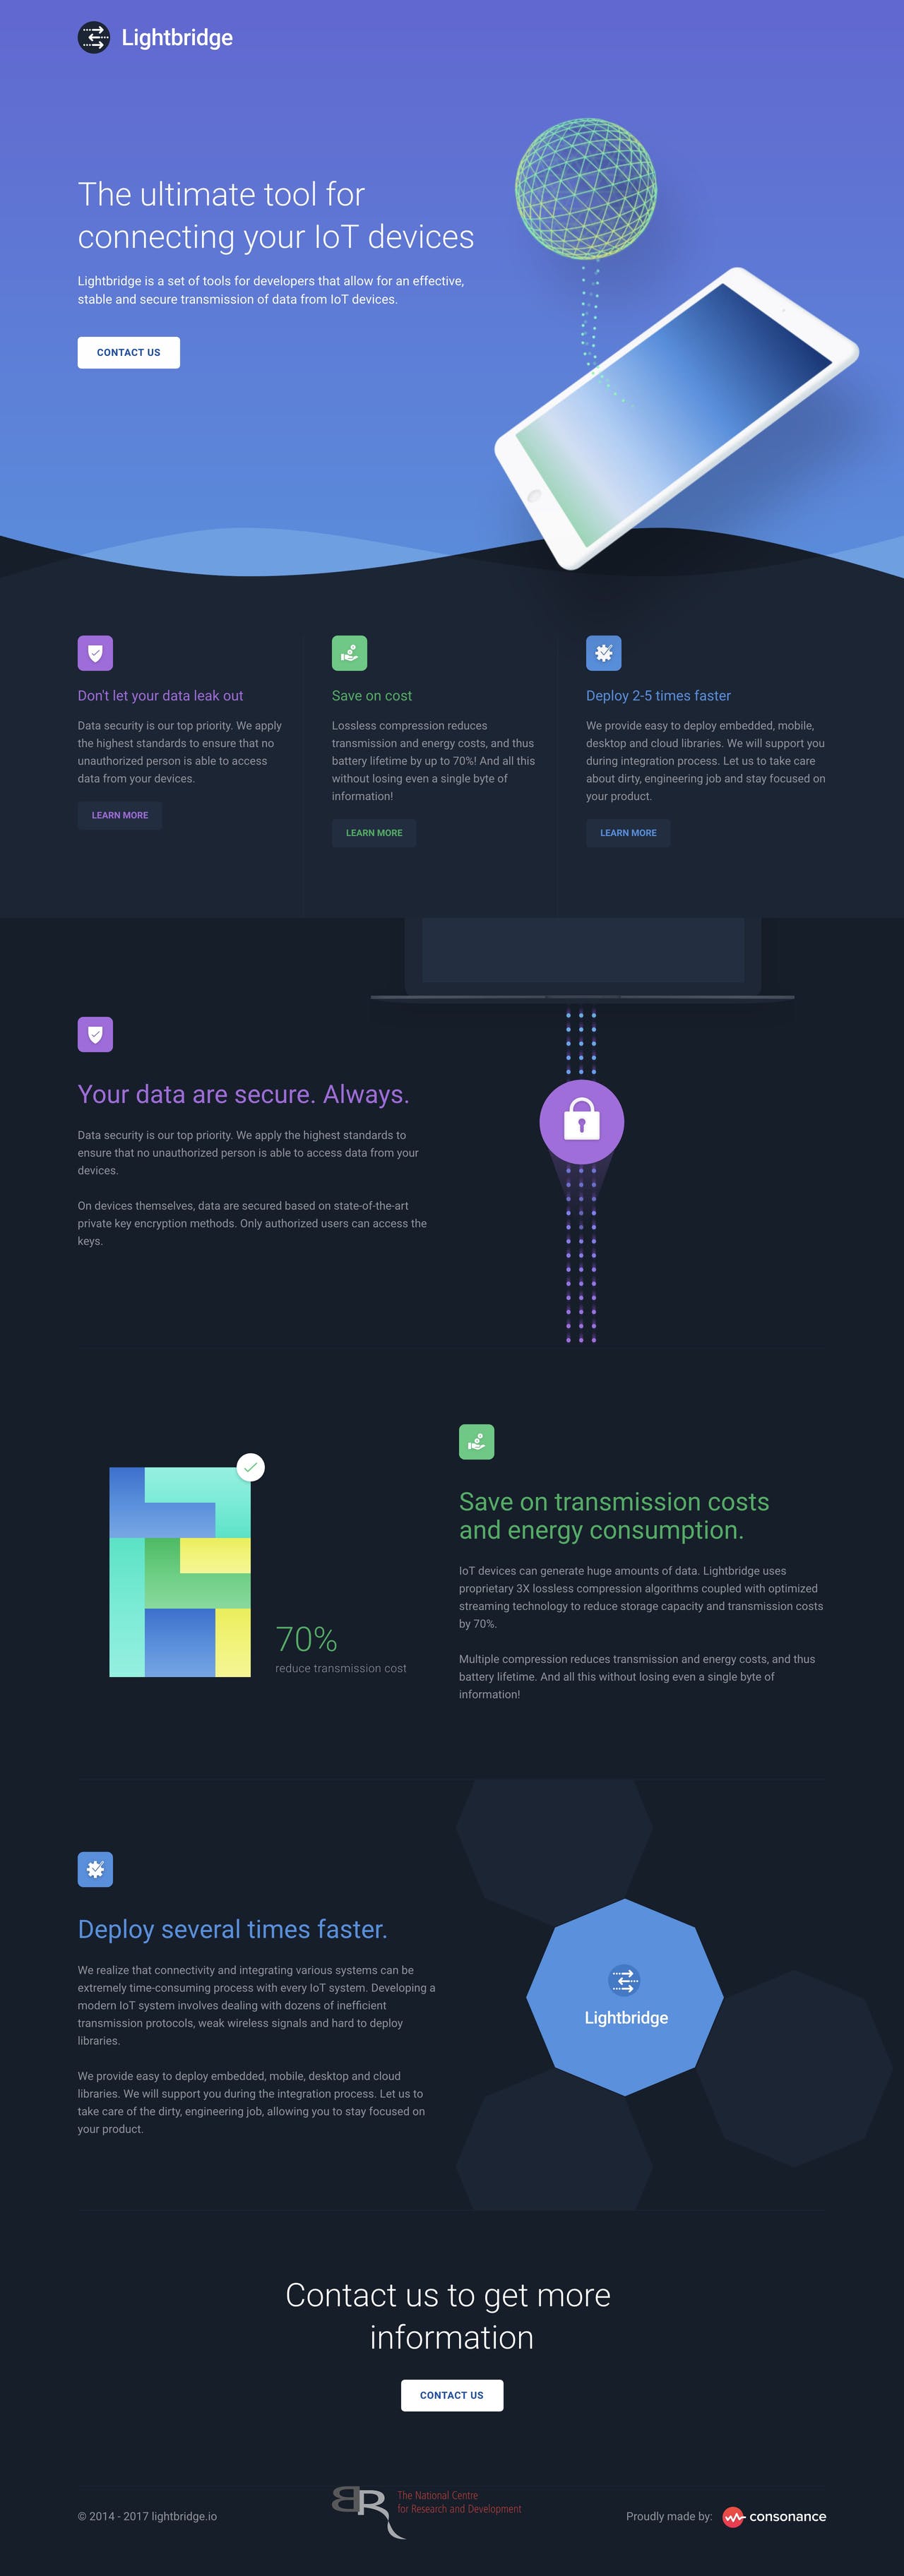 Lightbridge
The ultimate tool for
connecting your IoT devices
Lightbridge is a set of tools for developers that allow for an effective,
stable and secure transmission of data from IoT devices.
CONTACT US
Don't let your data leak out
Data security is our top priority. We apply
the highest standards to ensure that no
unauthorized person is able to access
data from your devices.
LEARN MORE
Save on cost
Lossless compression reduces
transmission and energy costs, and thus
battery lifetime by up to 70%! And all this
without losing even a single byte of
information!
LEARN MORE
Deploy 2-5 times faster
We provide easy to deploy embedded, mobile,
desktop and cloud libraries. We will support you
during integration process. Let us to take care
about dirty, engineering job and stay focused on
your product.
LEARN MORE
Your data are secure. Always.
Data security is our top priority. We apply the highest standards to
ensure that no unauthorized person is able to access data from your
devices.
On devices themselves, data are secured based on state-of-the-art
private key encryption methods. Only authorized users can access the
keys.
70%
reduce transmission cost
Save on transmission costs
and energy consumption.
IoT devices can generate huge amounts of data. Lightbridge uses
proprietary 3X lossless compression algorithms coupled with optimized
streaming technology to reduce storage capacity and transmission costs
by 70%.
Multiple compression reduces transmission and energy costs, and thus
battery lifetime. And all this without losing even a single byte of
information!
Deploy several times faster.
We realize that connectivity and integrating various systems can be
extremely time-consuming process with every IoT system. Developing a
modern IoT system involves dealing with dozens of inefficient
transmission protocols, weak wireless signals and hard to deploy
libraries.
We provide easy to deploy embedded, mobile, desktop and cloud
libraries. We will support you during the integration process. Let us to
take care of the dirty, engineering job, allowing you to stay focused on
your product.
Lightbridge
Contact us to get more
information
CONTACT US
© 2014 - 2017 lightbridge.io
BR
The National Centre
for Research and Development
Proudly made by:
consonance